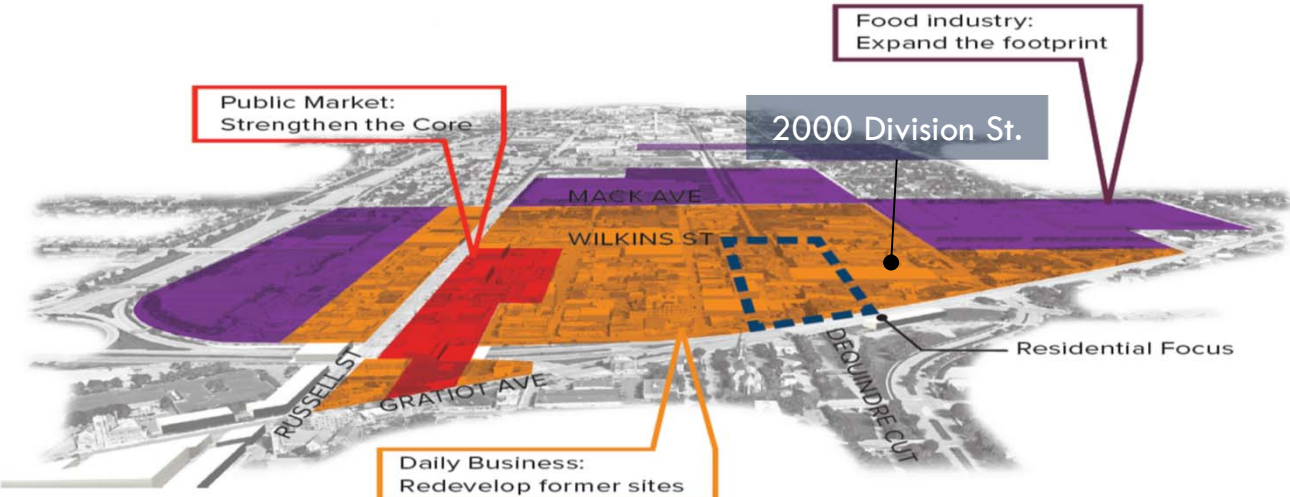 Food industry:
Expand the footprint
Public Market:
Strengthen the Core
2000 Division St.
MACK AVE
WILKINS ST
Residential Focus
DEQUINDRE CUT
RUSSELL ST
GRATIOT AVE
Daily Business:
Redevelop former sites